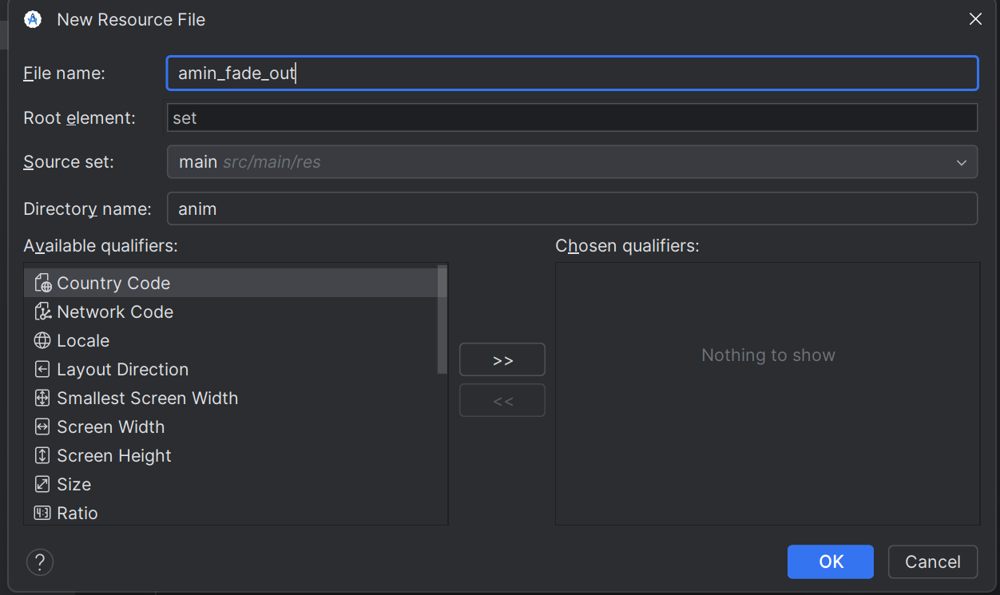 New Resource File
File name: amin_fade_out
Root element: set
Source set: main src/main/res
Directory name: anim
Available qualifiers: Chosen qualifiers:
Country Code
Network Code
Locale
Layout Direction
Smallest Screen Width
Screen Width
Screen Height
Size
4:3 Ratio
>>
<<
Nothing to show
? OK Cancel